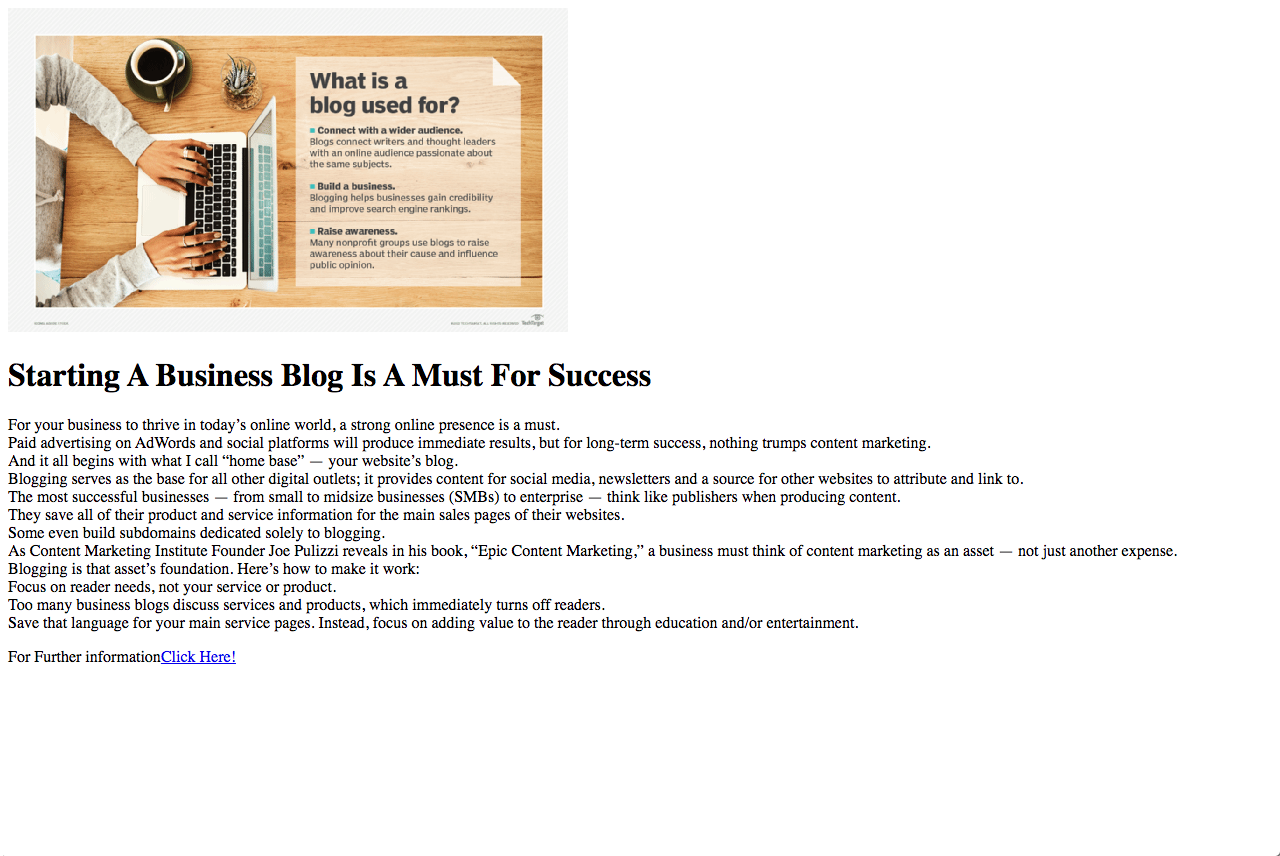 What is a
blog used for?
Connect with a wider audience.
Blogs connect writers and thought leaders
with an online audience passionate about
the same subjects.
Build a business.
Blogging helps businesses gain credibility
and improve search engine rankings.
Raise awareness.
Many nonprofit groups use blogs to raise
awareness about their cause and influence
public opinion.
TechTarget
Starting A Business Blog Is A Must For Success
For your business to thrive in today’s online world, a strong online presence is a must.
Paid advertising on AdWords and social platforms will produce immediate results, but for long-term success, nothing trumps content marketing.
And it all begins with what I call “home base” — your website’s blog.
Blogging serves as the base for all other digital outlets; it provides content for social media, newsletters and a source for other websites to attribute and link to.
The most successful businesses — from small to midsize businesses (SMBs) to enterprise — think like publishers when producing content.
They save all of their product and service information for the main sales pages of their websites.
Some even build subdomains dedicated solely to blogging.
As Content Marketing Institute Founder Joe Pulizzi reveals in his book, “Epic Content Marketing,” a business must think of content marketing as an asset — not just another expense.
Blogging is that asset’s foundation. Here’s how to make it work:
Focus on reader needs, not your service or product.
Too many business blogs discuss services and products, which immediately turns off readers.
Save that language for your main service pages. Instead, focus on adding value to the reader through education and/or entertainment.
For Further informationClick Here!